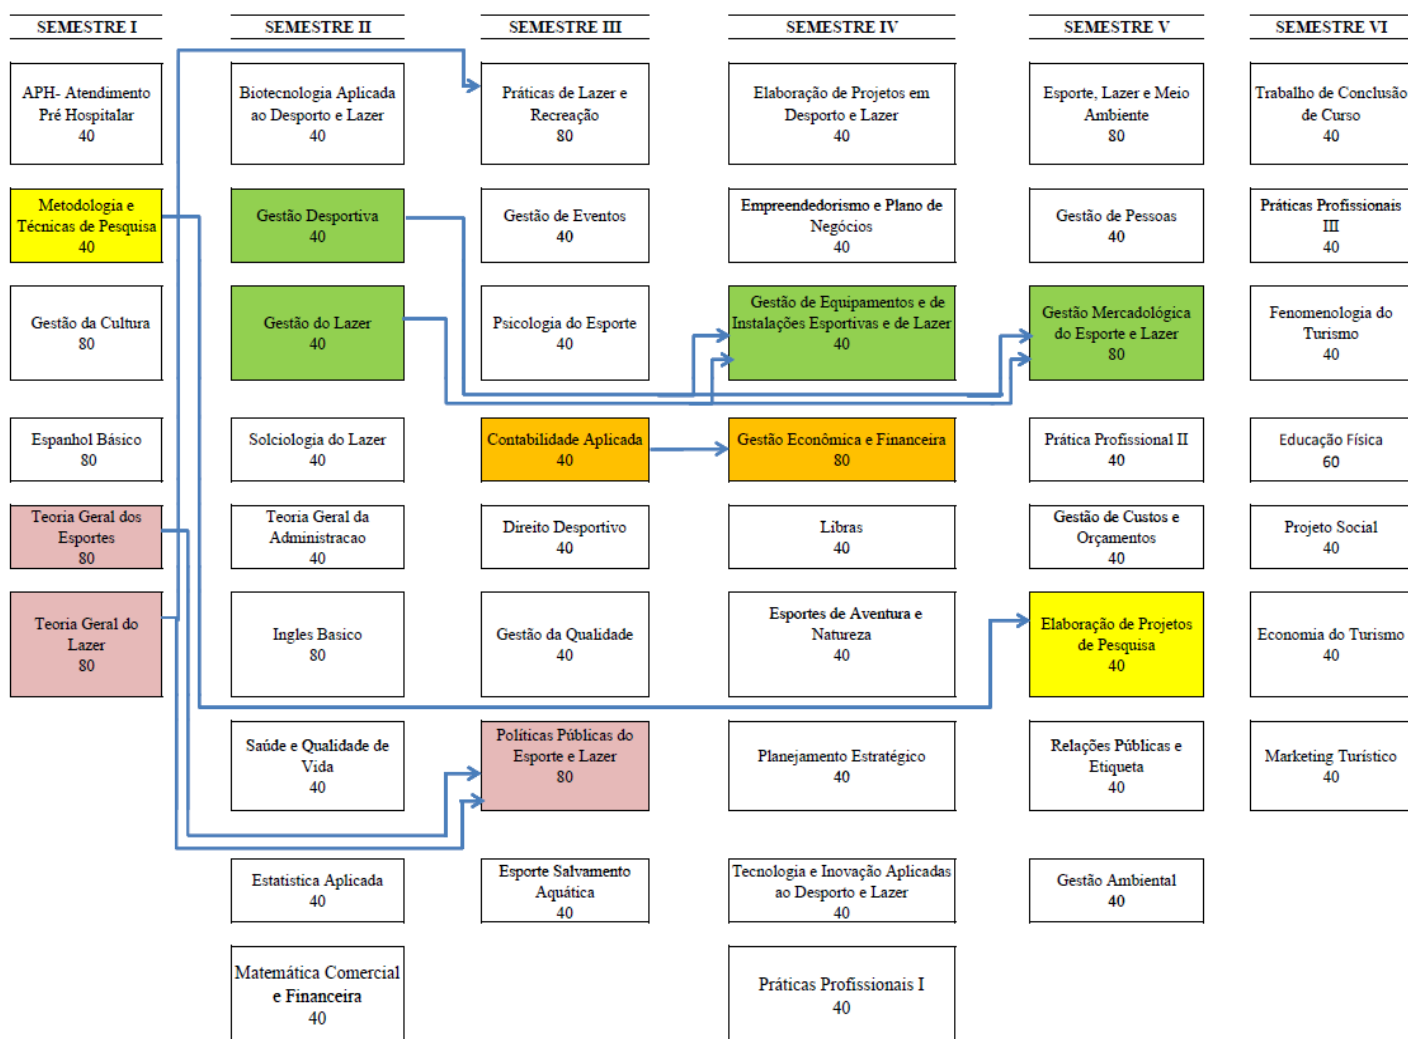 SEMESTRE I
APH- Atendimento
Pré Hospitalar
40
Metodologia e
Técnicas de Pesquisa
40
Gestão da Cultura
80
Espanhol Básico
80
Teoria Geral dos
Esportes
80
Teoria Geral do
Lazer
80
SEMESTRE II
Biotecnologia Aplicada
ao Desporto e Lazer
40
Gestão Desportiva
40
Gestão do Lazer
40
Solciologia do Lazer
40
Teoria Geral da
Administracao
40
Ingles Basico
80
Saúde e Qualidade de
Vida
40
Estatistica Aplicada
40
Matemática Comercial
e Financeira
40
SEMESTRE III
Práticas de Lazer e
Recreação
80
Gestão de Eventos
40
Psicologia do Esporte
40
Contabilidade Aplicada
40
Direito Desportivo
40
Gestão da Qualidade
40
Políticas Públicas do
Esporte e Lazer
80
Esporte Salvamento
Aquática
40
SEMESTRE IV
Elaboração de Projetos em
Desporto e Lazer
40
Empreendedorismo e Plano de
Negócios
40
Gestão de Equipamentos e de
Instalações Esportivas e de Lazer
40
Gestão Econômica e Financeira
80
Libras
40
Esportes de Aventura e
Natureza
40
Planejamento Estratégico
40
Tecnologia e Inovação Aplicadas
ao Desporto e Lazer
40
Práticas Profissionais I
40
SEMESTRE V
Esporte, Lazer e Meio
Ambiente
80
Gestão de Pessoas
40
Gestão Mercadológica
do Esporte e Lazer
80
Prática Profissional II
40
Gestão de Custos e
Orçamentos
40
Elaboração de Projetos
de Pesquisa
40
Relações Públicas e
Etiqueta
40
Gestão Ambiental
40
SEMESTRE VI
Trabalho de Conclusão
de Curso
40
Práticas Profissionais
III
40
Fenomenologia do
Turismo
40
Educação Física
60
Projeto Social
40
Economia do Turismo
40
Marketing Turístico
40